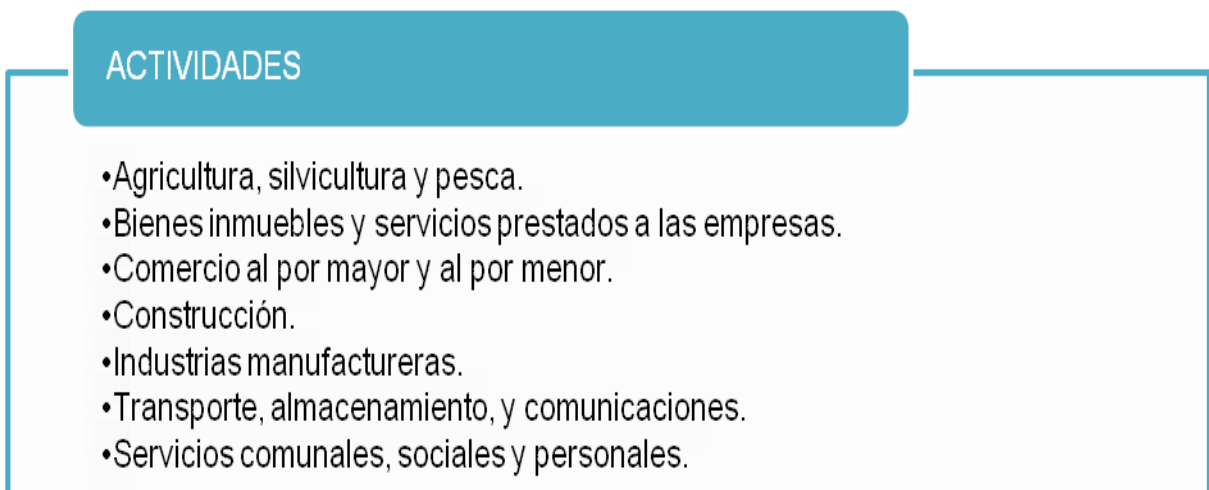 ACTIVIDADES
•Agricultura, silvicultura y pesca.
•Bienes inmuebles y servicios prestados a las empresas.
•Comercio al por mayor y al por menor.
•Construcción.
•Industrias manufactureras.
•Transporte, almacenamiento, y comunicaciones.
•Servicios comunales, sociales y personales.